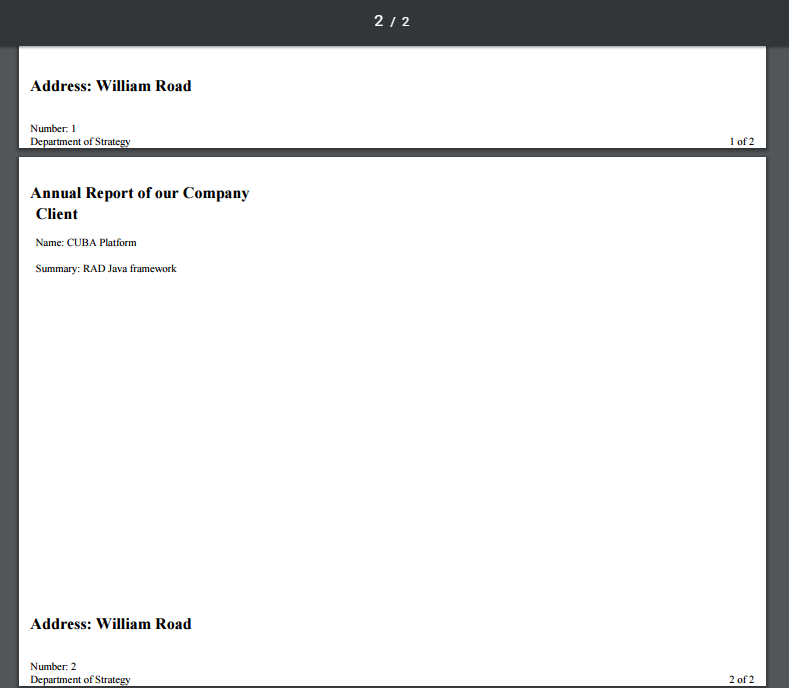 2 / 2
Address: William Road
Number: 1
Department of Strategy 1 of 2
Annual Report of our Company
Client
Name: CUBA Platform
Summary: RAD Java framework
Address: William Road
Number: 2
Department of Strategy 2 of 2